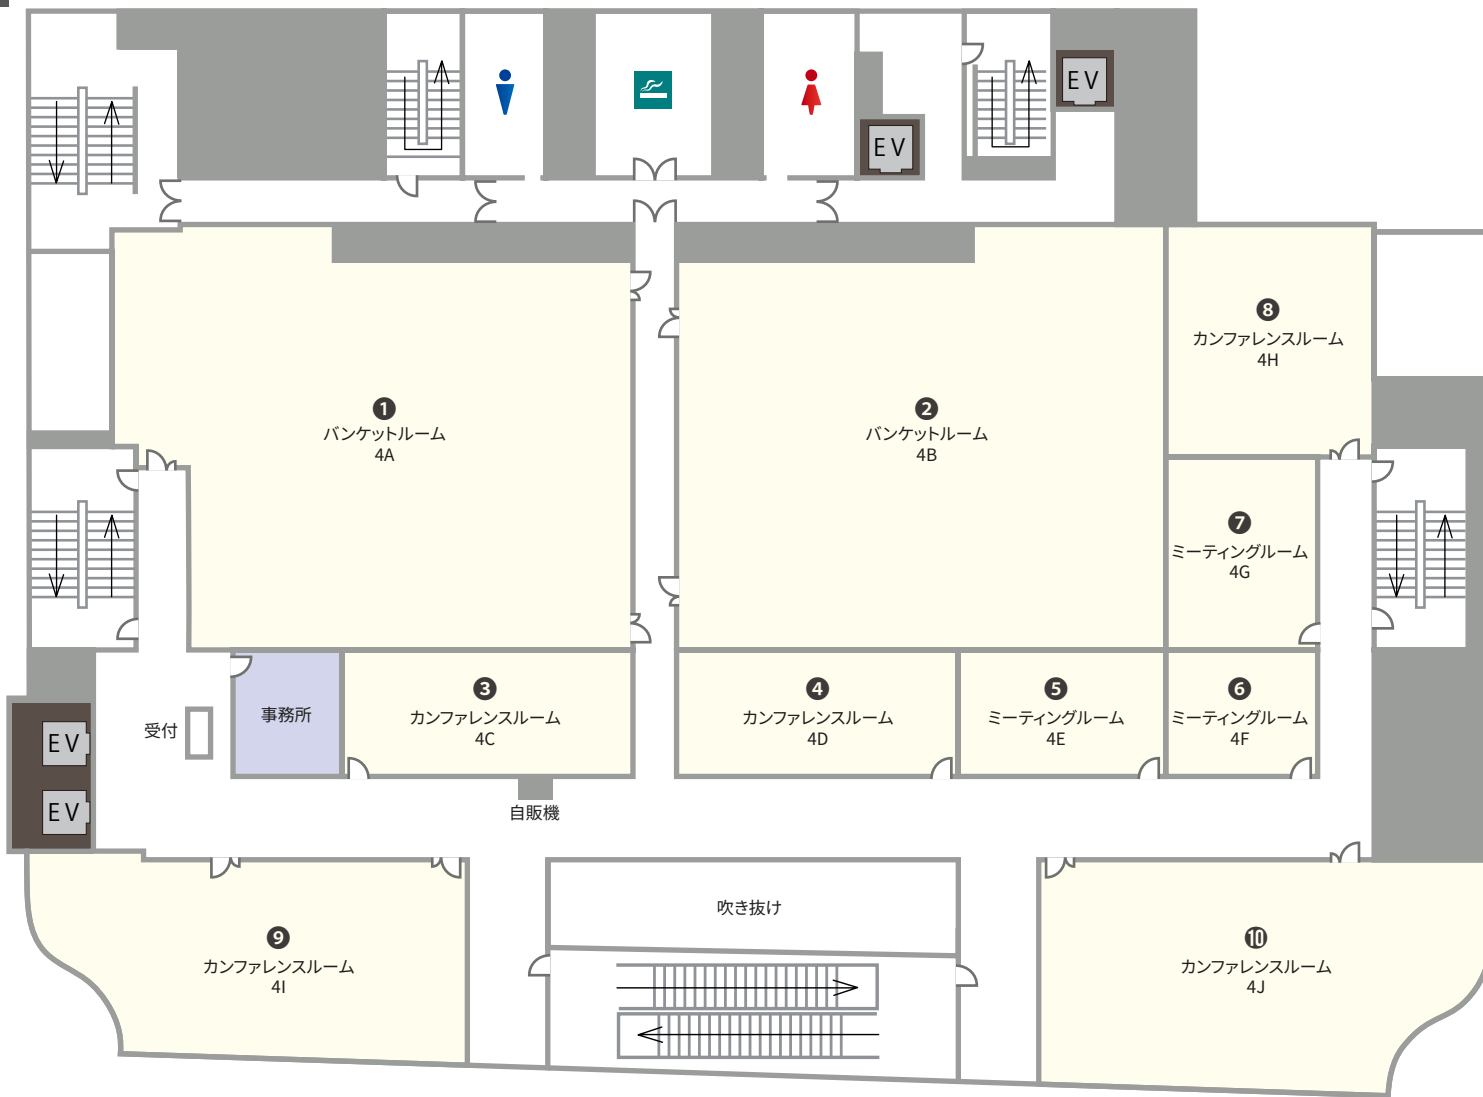 EV
EV
❽
カンファレンスルーム
4H
❶
バンケットルーム
4A
❷
バンケットルーム
4B
❼
ミーティングルーム
4G
❸
カンファレンスルーム
4C
❹
カンファレンスルーム
4D
❺
ミーティングルーム
4E
❻
ミーティングルーム
4F
事務所
受付
EV
EV
自販機
吹き抜け
❾
カンファレンスルーム
4I
❿
カンファレンスルーム
4J